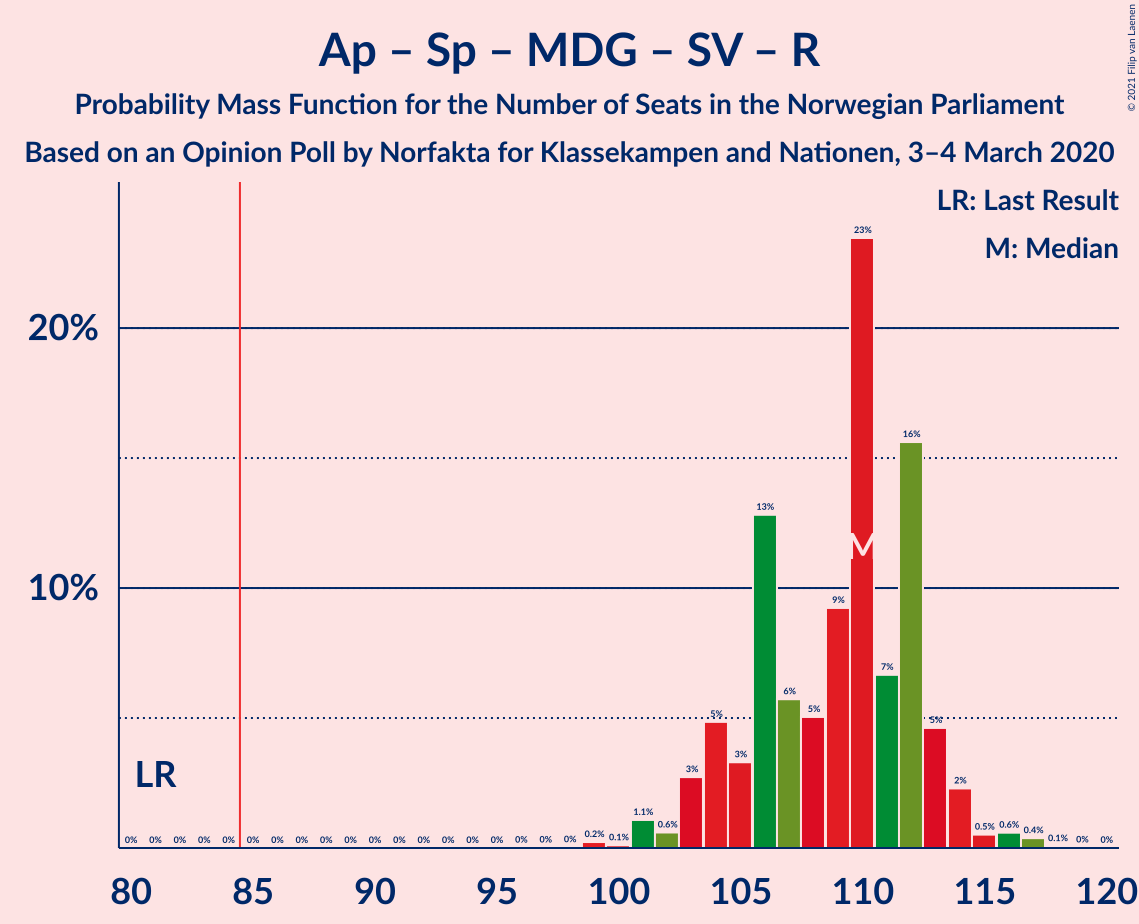 Ap – Sp – MDG – SV – R
Probability Mass Function for the Number of Seats in the Norwegian Parliament
Based on an Opinion Poll by Norfakta for Klassekampen and Nationen, 3–4 March 2020
© 2021 Filip van Laenen
LR: Last Result
M: Median
20%
10%
23%
16%
13%
M
9%
7%
6%
5% 3% 3% 5% 5% 2%
LR
0% 0% 0% 0% 0% 0% 0% 0% 0% 0% 0% 0% 0% 0% 0% 0% 0% 0% 0% 0.2% 0.1% 1.1% 0.6% 0.5% 0.6% 0.4% 0.1% 0% 0%
80 85 90 95 100 105 110 115 120